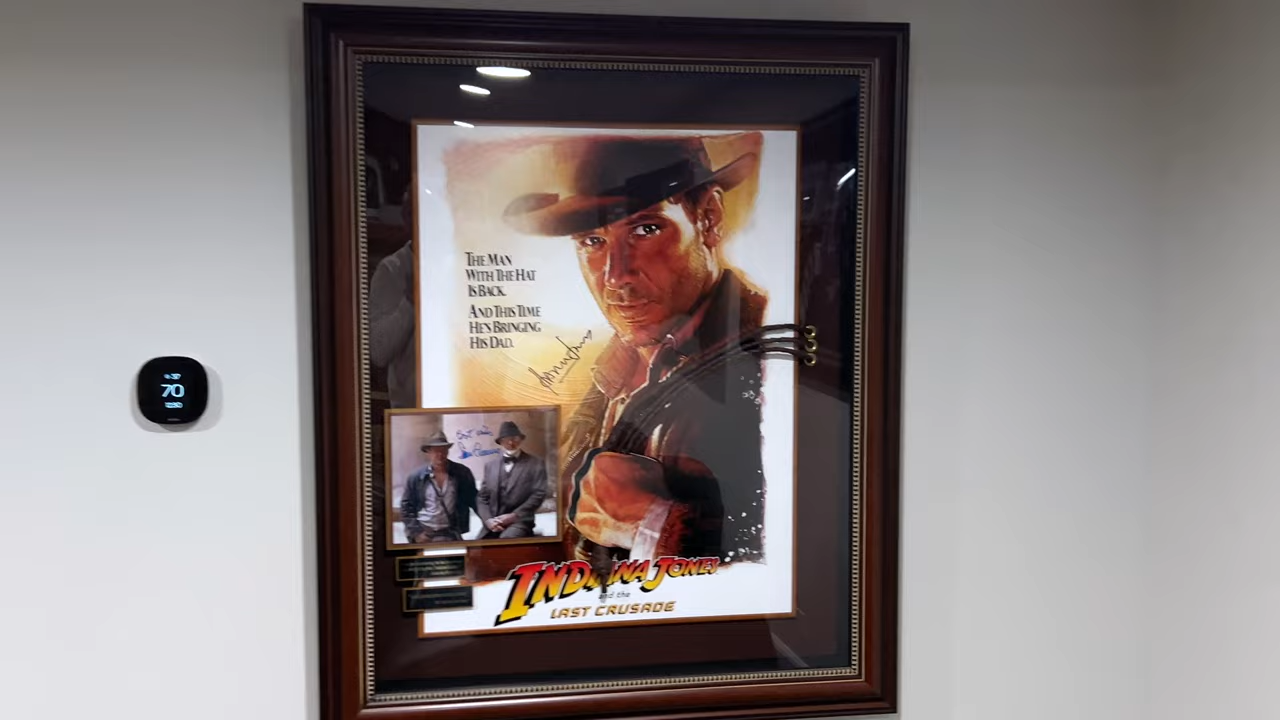 THE MAN
WITH THE HAT
IS BACK.
AND THIS TIME
HE'S BRINGING
HIS DAD.
70
Best
INDIANA JONES
and the
LAST CRUSADE